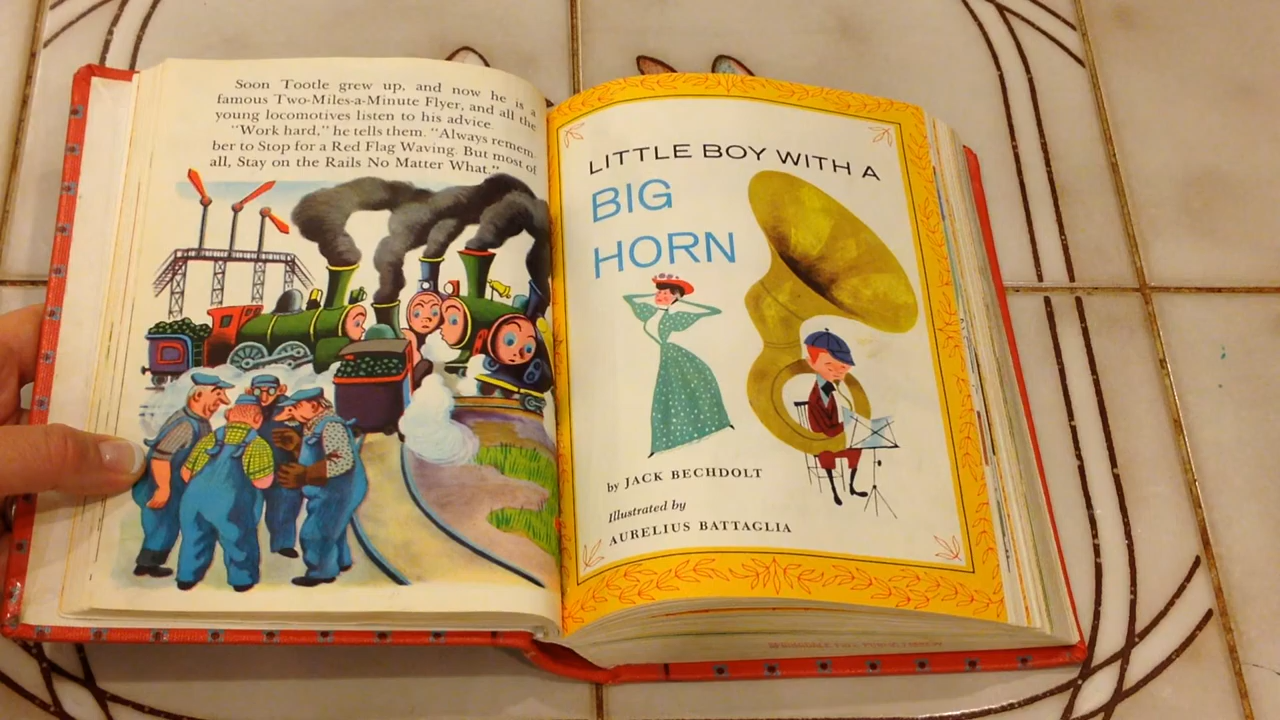 Soon Tootle grew up, and now he is a
famous Two-Miles-a-Minute Flyer, and all the
young locomotives listen to his advice.
"Work hard," he tells them. "Always remem-
ber to Stop for a Red Flag Waving. But most of
all, Stay on the Rails No Matter What."
LITTLE BOY WITH A
BIG
HORN
by JACK BECHDOLT
Illustrated by
AURELIUS BATTAGLIA